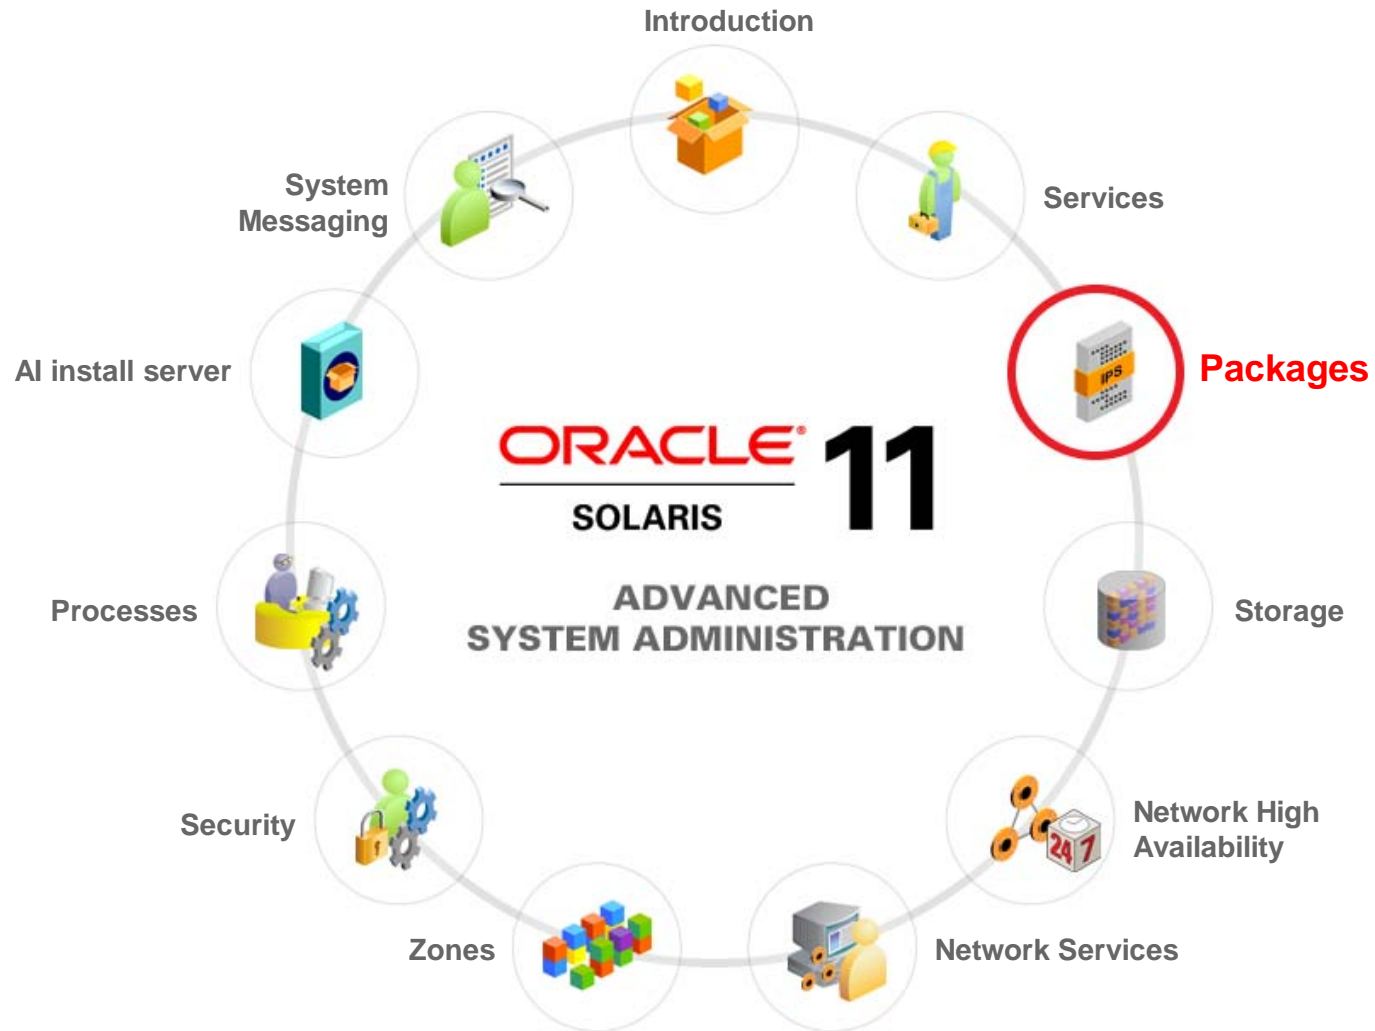 Introduction
System
Messaging
Services
AI install server
IPS
Packages
ORACLE® 11
SOLARIS
ADVANCED
SYSTEM ADMINISTRATION
Processes
Storage
Security
Network High
Availability
24 7
Zones
Network Services